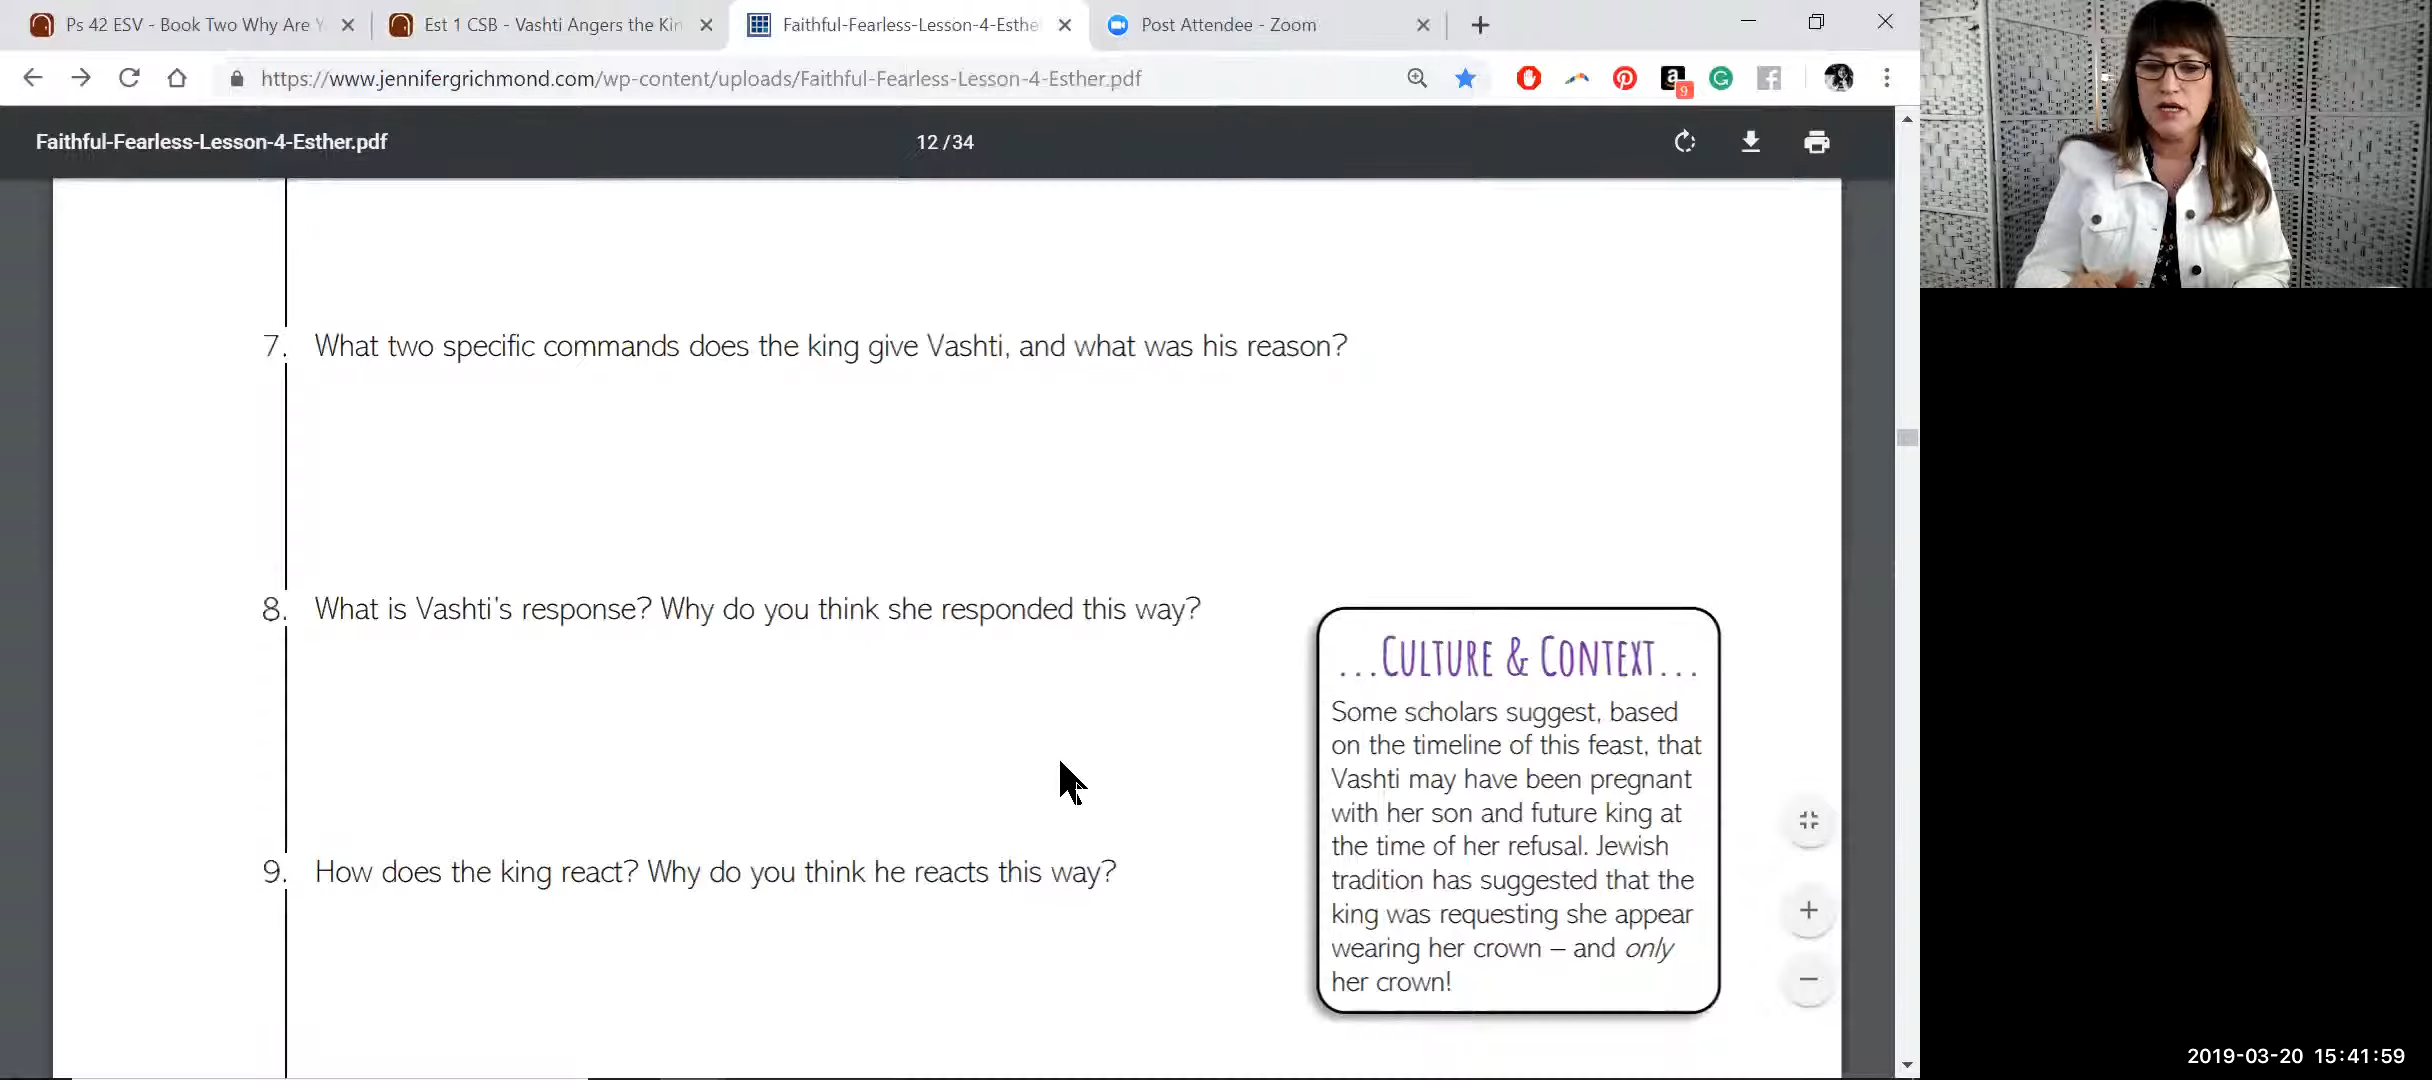 Ps 42 ESV - Book Two Why Are Y
Est 1 CSB - Vashti Angers the Kin
Faithful-Fearless-Lesson-4-Esthe
Post Attendee - Zoom
https://www.jennifergrichmond.com/wp-content/uploads/Faithful-Fearless-Lesson-4-Esther.pdf
9
Faithful-Fearless-Lesson-4-Esther.pdf
12 / 34
7. What two specific commands does the king give Vashti, and what was his reason?
8. What is Vashti's response? Why do you think she responded this way?
9. How does the king react? Why do you think he reacts this way?
...CULTURE & CONTEXT...
Some scholars suggest, based
on the timeline of this feast, that
Vashti may have been pregnant
with her son and future king at
the time of her refusal. Jewish
tradition has suggested that the
king was requesting she appear
wearing her crown – and only
her crown!
2019-03-20 15:41:59